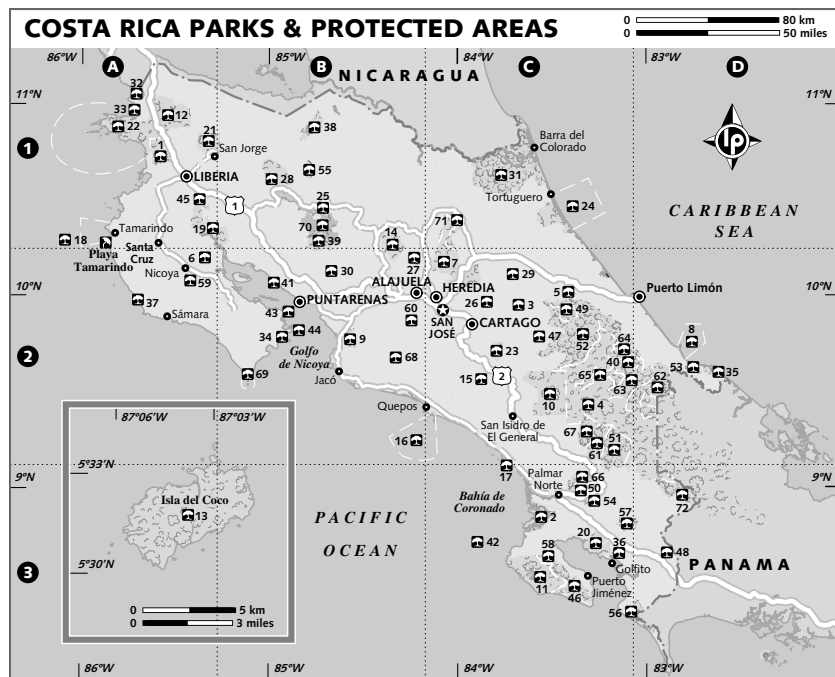 COSTA RICA PARKS & PROTECTED AREAS
0 80 km
0 50 miles
86°W 85°W 84°W 83°W
A B C D
NICARAGUA
11°N 11°N
32
33
12
22
38
1
21
San Jorge
Barra del
Colorado
1
LIBERIA
28
55
31
lp
45
1
25
Tortuguero
24
71
CARIBBEAN
SEA
Tamarindo
19
70
14
18
39
Playa
Tamarindo
Santa
Cruz
6
27
7
Nicoya
30
ALAJUELA
HEREDIA
29
10°N 10°N
59
41
5
Puerto Limón
37
PUNTARENAS
60
26
3
Sámara
43
SAN
JOSÉ
CARTAGO
49
44
34
9
47
52
64
8
2
Golfo
de Nicoya
68
23
40
53
35
69
Jacó
15
2
65
62
63
Quepos
10
4
San Isidro de
El General
87°06'W 87°03'W
67
51
16
61
5°33'N
9°N 9°N
17
66
Palmar
Norte
50
Isla del Coco
Bahía de
Coronado
54
72
13
PACIFIC
OCEAN
2
57
42
20
36
48
58
PANAMA
5°30'N
3
Golfito
11
Puerto
Jiménez
46
0 5 km
0 3 miles
56
86°W 85°W 84°W 83°W